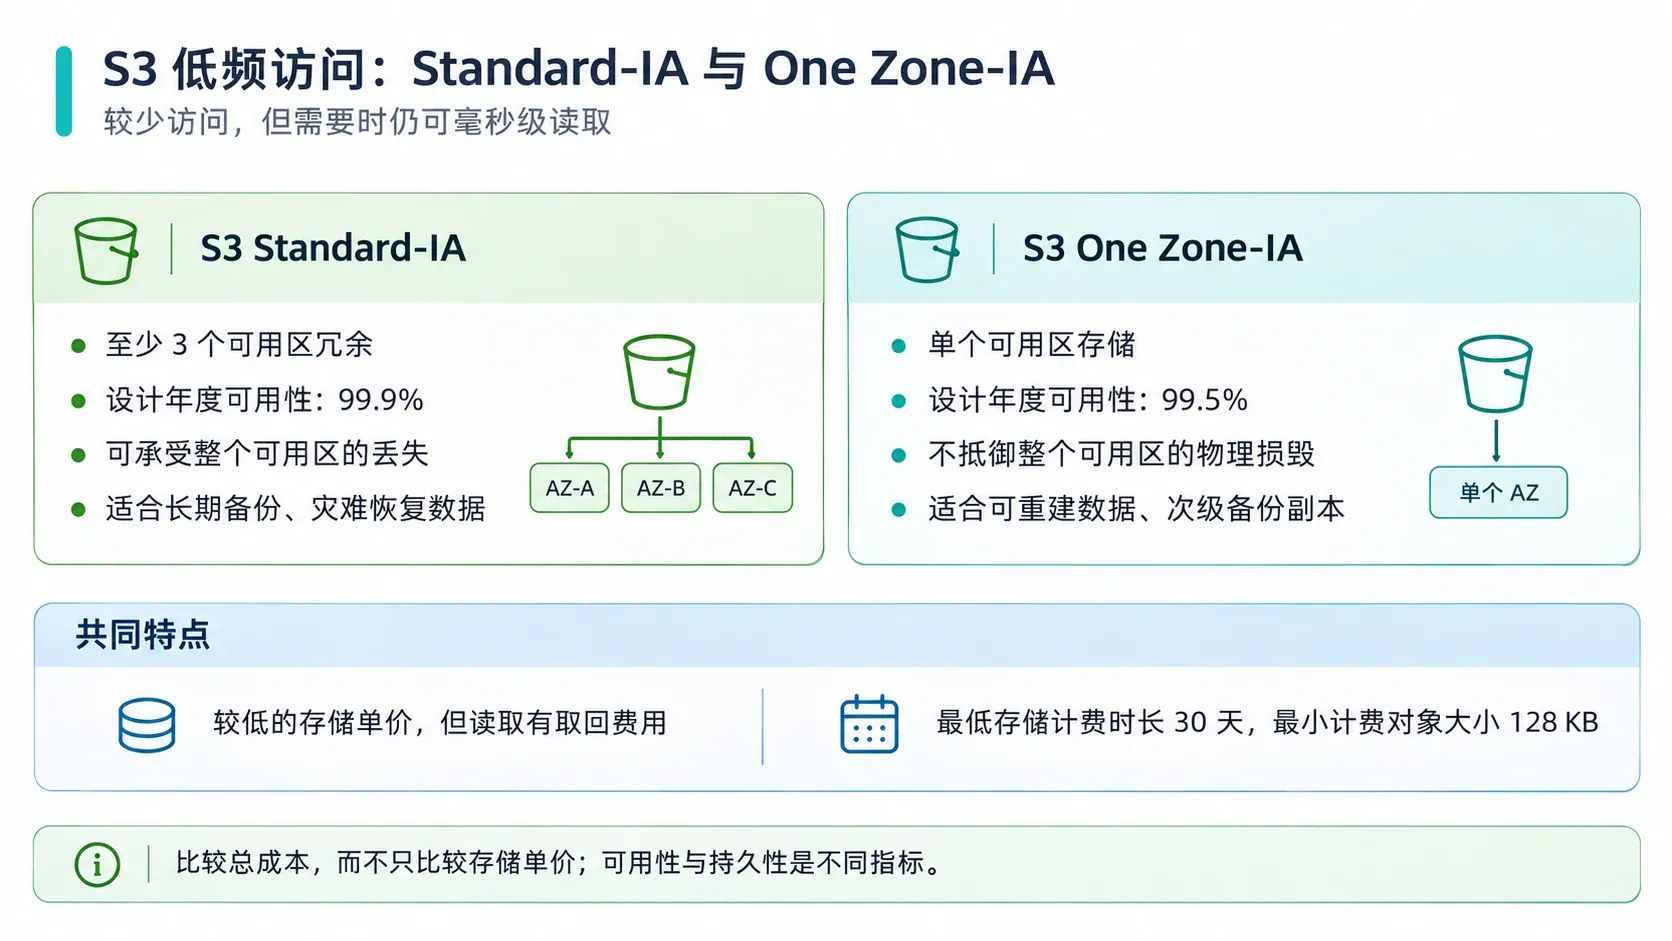 S3 低频访问：Standard-IA 与 One Zone-IA
较少访问，但需要时仍可毫秒级读取
S3 Standard-IA
至少 3 个可用区冗余
设计年度可用性：99.9%
可承受整个可用区的丢失
适合长期备份、灾难恢复数据
AZ-A
AZ-B
AZ-C
S3 One Zone-IA
单个可用区存储
设计年度可用性：99.5%
不抵御整个可用区的物理损毁
适合可重建数据、次级备份副本
单个 AZ
共同特点
较低的存储单价，但读取有取回费用
最低存储计费时长 30 天，最小计费对象大小 128 KB
比较总成本，而不只比较存储单价；可用性与持久性是不同指标。